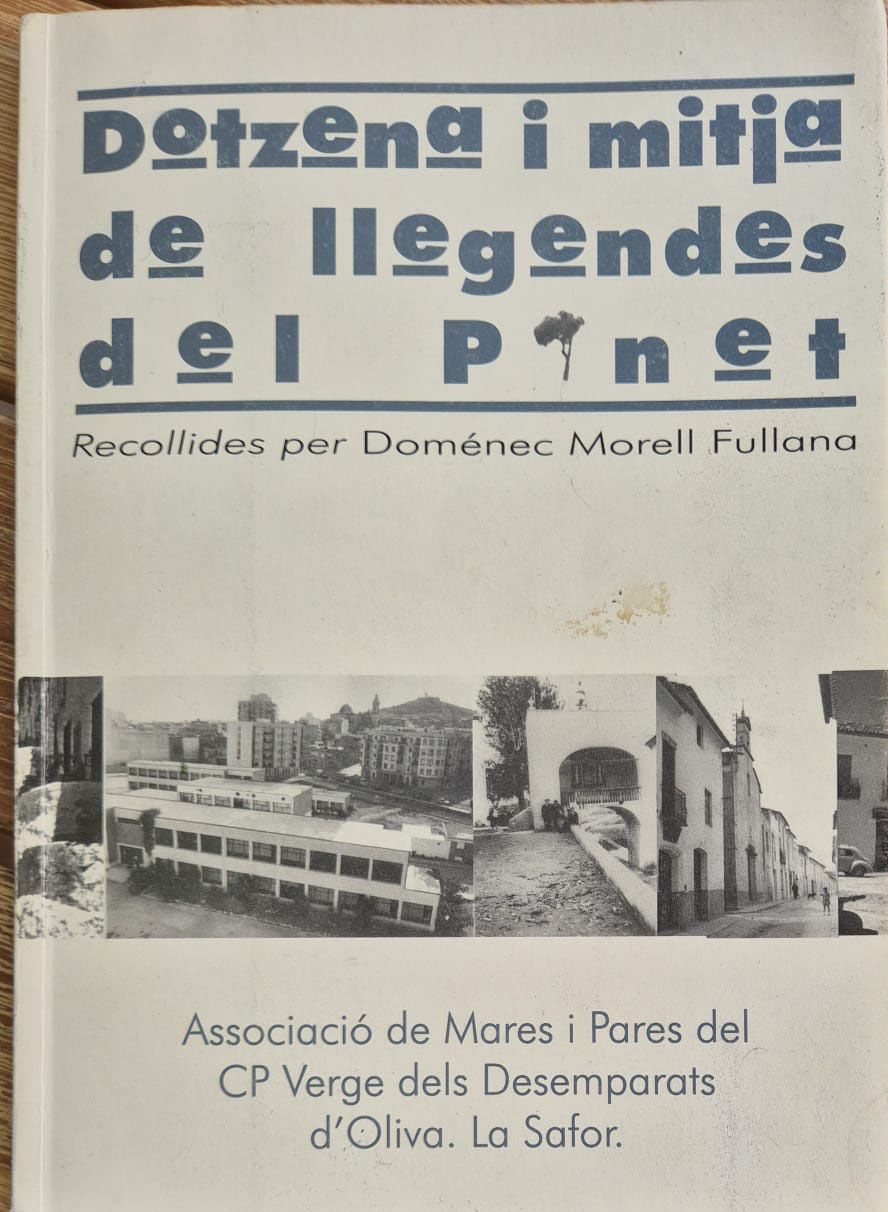 Dotzena i mitja
de llegendes
del Pinet
Recollides per Doménec Morell Fullana
Associació de Mares i Pares del
CP Verge dels Desemparats
d'Oliva. La Safor.